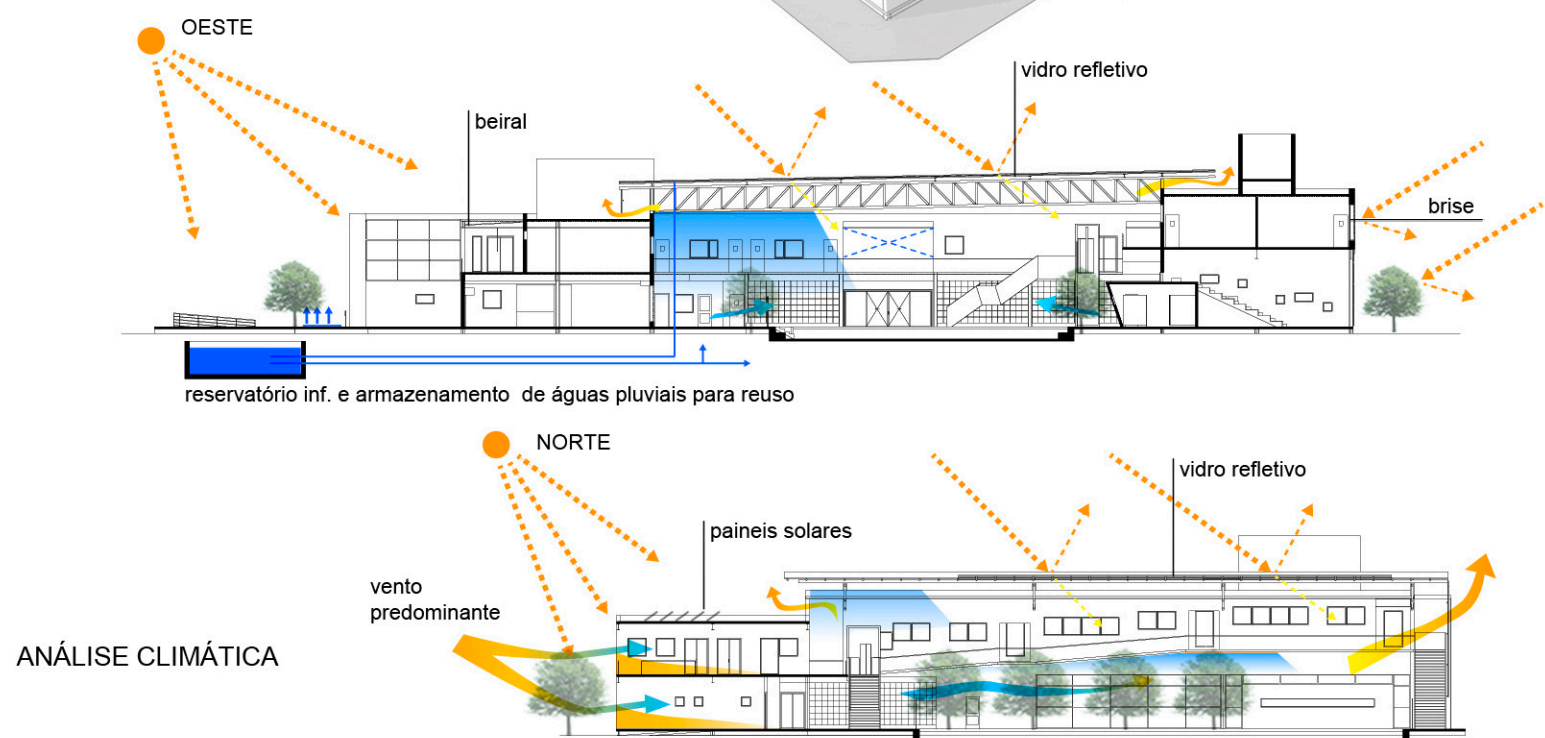 OESTE
vidro refletivo
beiral
brise
reservatório inf. e armazenamento de águas pluviais para reuso
NORTE
vidro refletivo
paineis solares
vento
predominante
ANÁLISE CLIMÁTICA